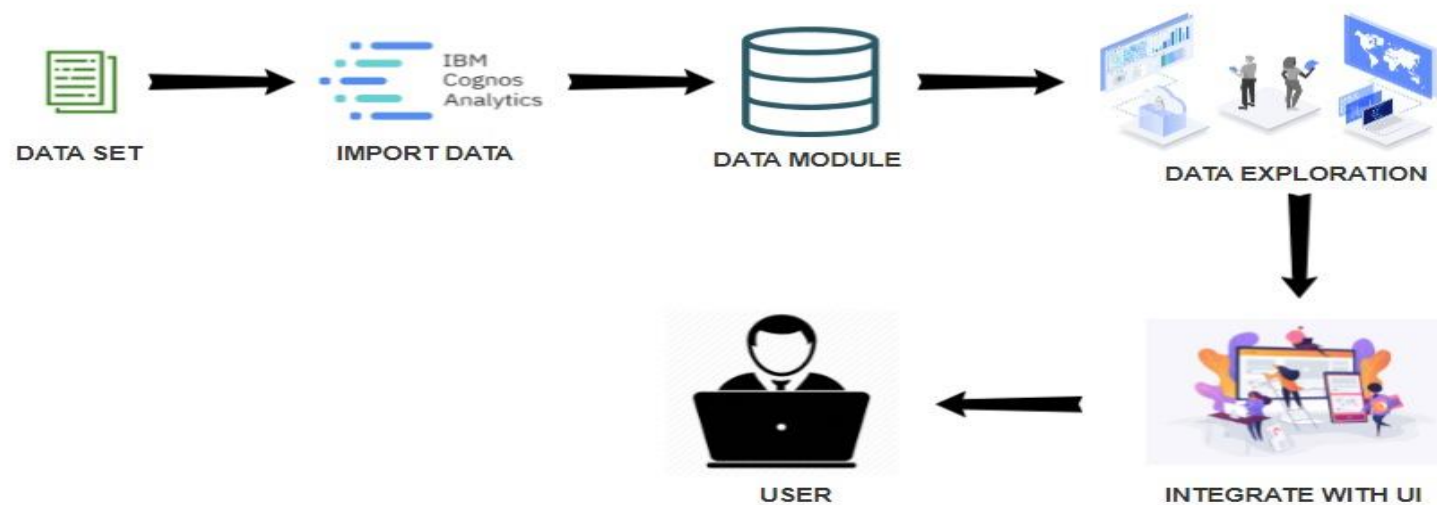 IBM
Cognos
Analytics
DATA SET
IMPORT DATA
DATA MODULE
DATA EXPLORATION
USER
INTEGRATE WITH UI